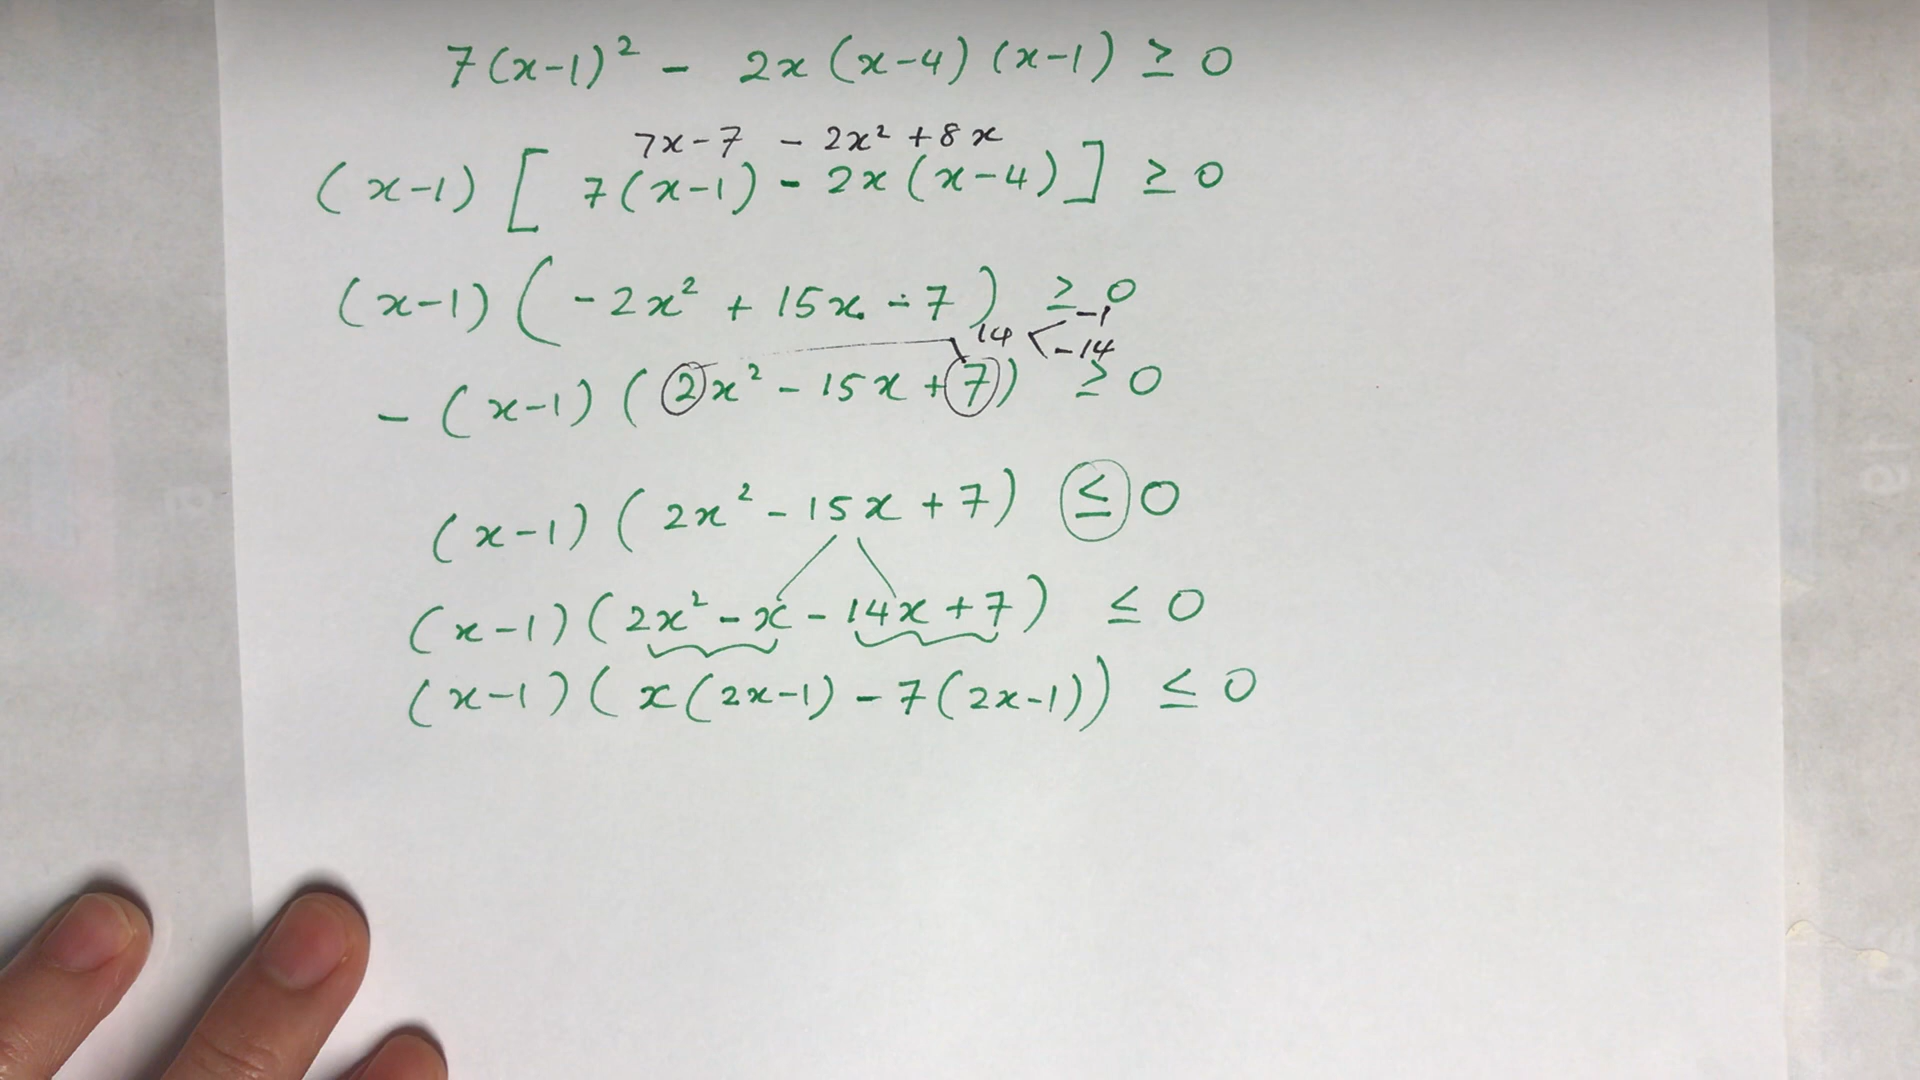 7(x-1)² - 2x(x-4)(x-1) ≥ 0
7x-7 - 2x² +8x
(x-1)[7(x-1) - 2x(x-4)] ≥ 0
(x-1)(-2x² + 15x - 7) ≥ 0
14 < -1
-14
-(x-1)(2x² - 15x + 7) ≥ 0
(x-1)(2x² - 15x + 7) ≤ 0
(x-1)(2x² - x - 14x + 7) ≤ 0
(x-1)(x(2x-1) - 7(2x-1)) ≤ 0